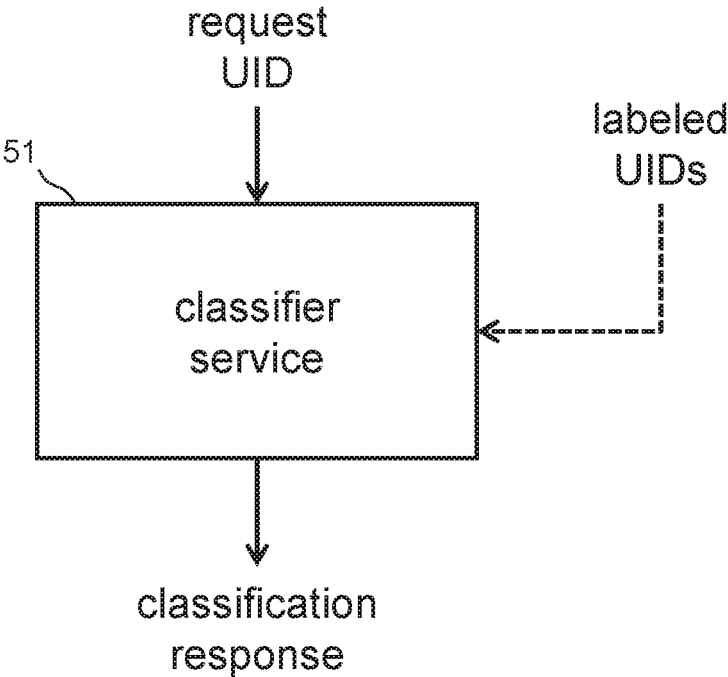 request
UID
labeled
UIDs
51
classifier
service
classification
response